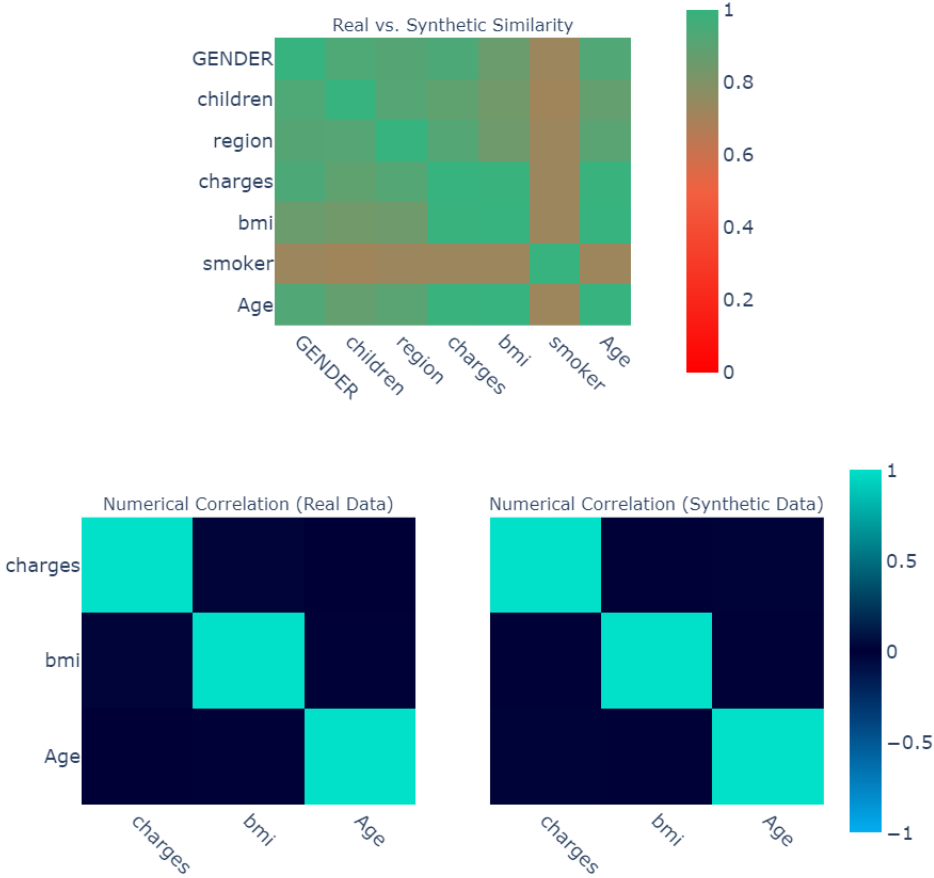 Real vs. Synthetic Similarity
GENDER
children
region
charges
bmi
smoker
Age
GENDER
children
region
charges
bmi
smoker
Age
1
0.8
0.6
0.4
0.2
0
Numerical Correlation (Real Data)
Numerical Correlation (Synthetic Data)
charges
bmi
Age
charges
bmi
Age
charges
bmi
Age
1
0.5
0
−0.5
−1